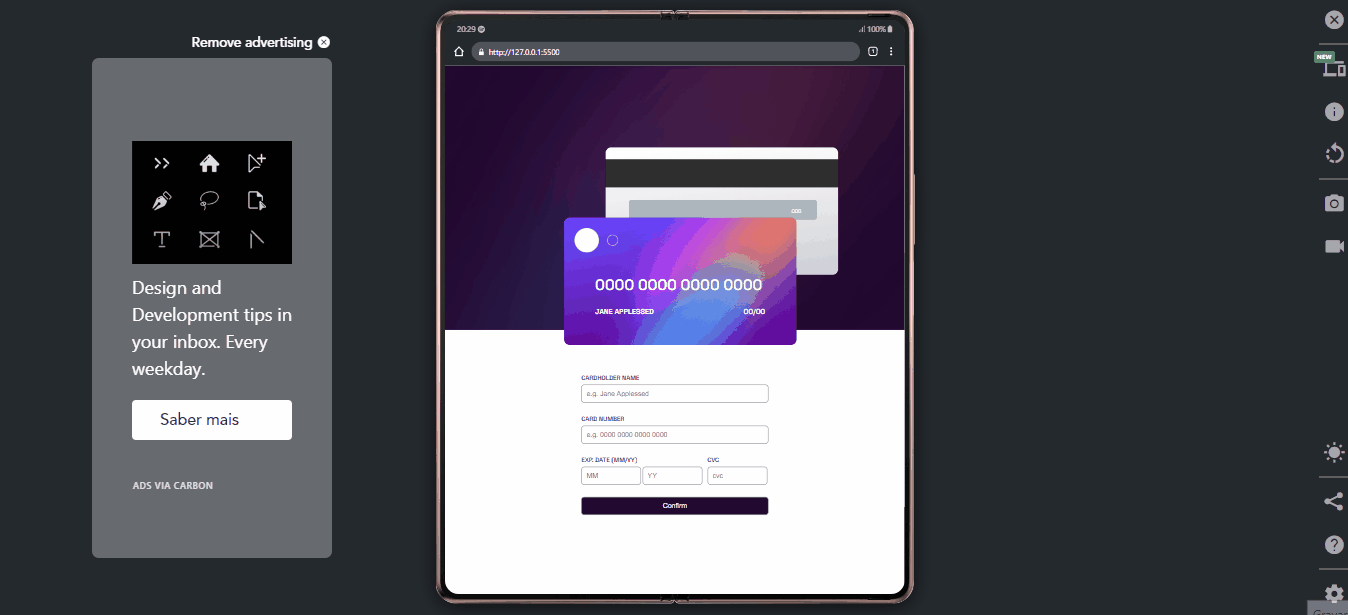 Remove advertising
Design and
Development tips in
your inbox. Every
weekday.
Saber mais
ADS VIA CARBON
20:29
100%
http://127.0.0.1:5500
1
000
0000 0000 0000 0000
JANE APPLESSED
00/00
CARDHOLDER NAME
e.g. Jane Applessed
CARD NUMBER
e.g. 0000 0000 0000 0000
EXP. DATE (MM/YY)
CVC
MM
YY
cvc
Confirm
NEW